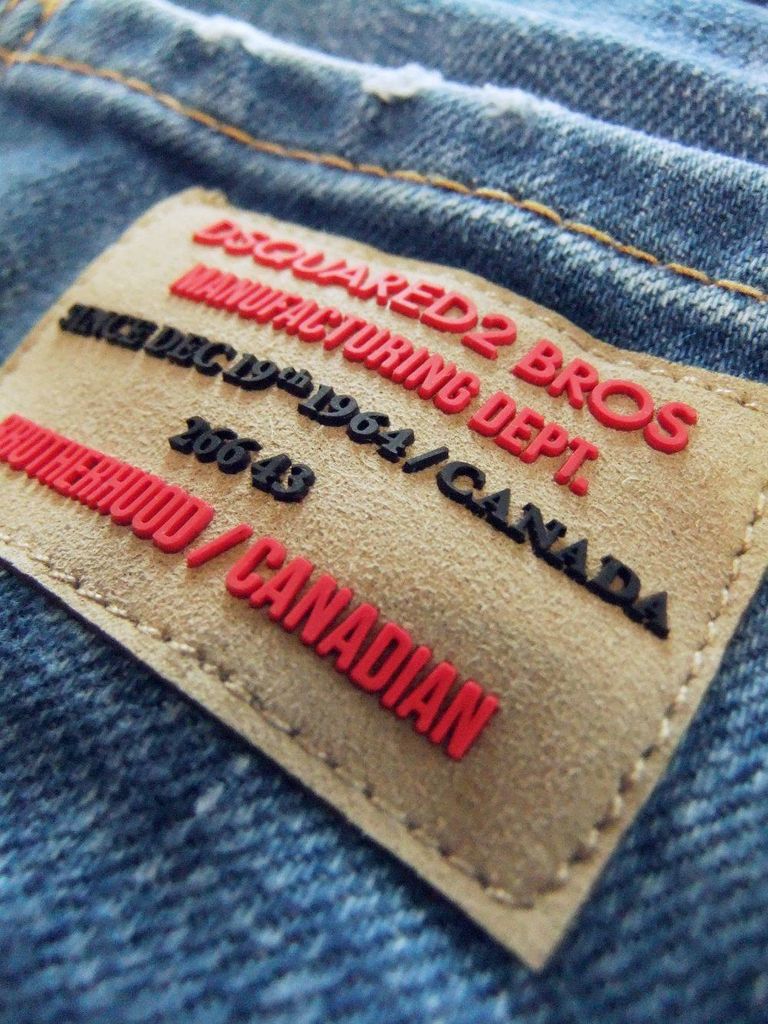 DSQUARED2 BROS
MANUFACTURING DEPT.
SINCE DEC 19th 1964 / CANADA
266 43
BROTHERHOOD / CANADIAN